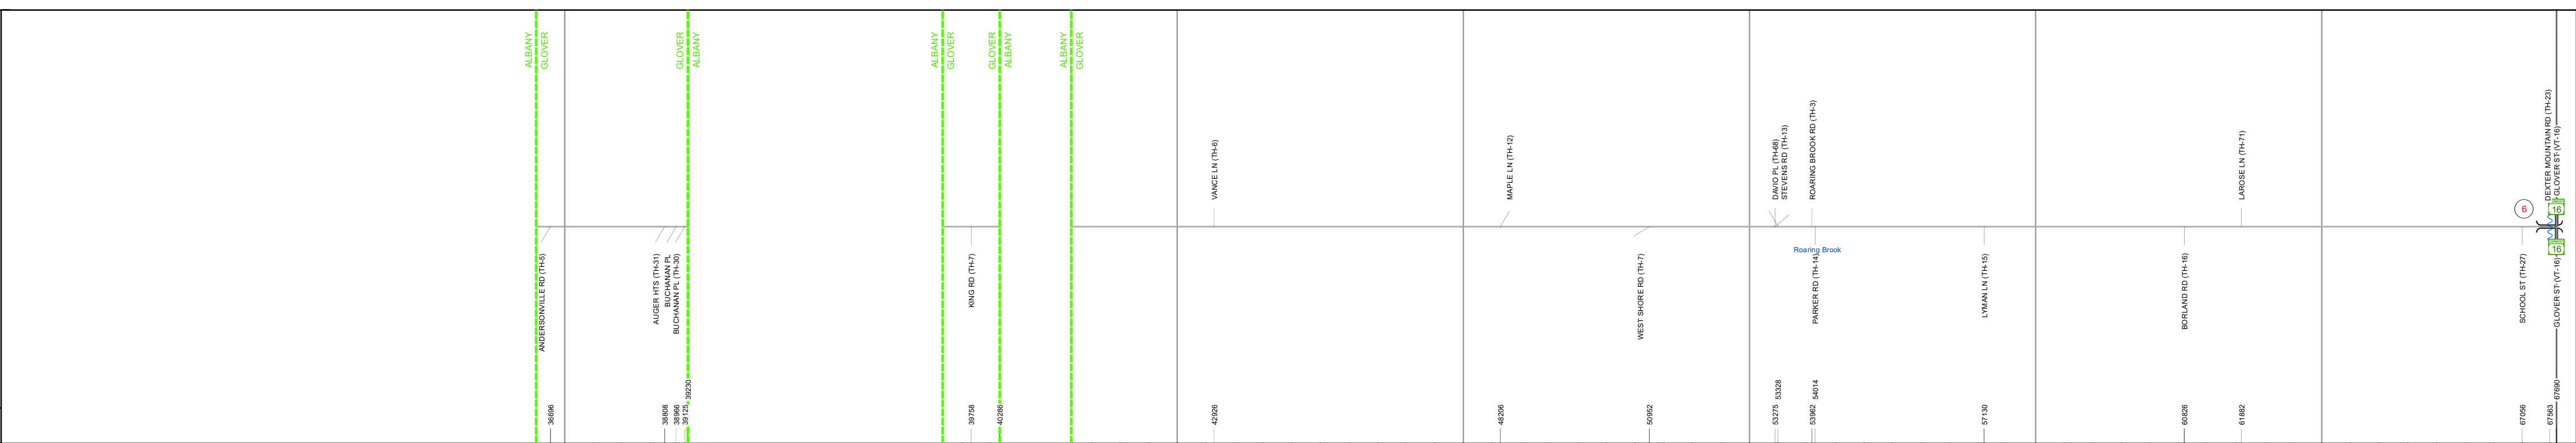 ALBANY
GLOVER
GLOVER
ALBANY
ALBANY
GLOVER
GLOVER
ALBANY
ALBANY
GLOVER
VANCE LN (TH-6)
MAPLE LN (TH-12)
DAVIO PL (TH-68)
STEVENS RD (TH-13)
ROARING BROOK RD (TH-3)
LAROSE LN (TH-71)
DEXTER MOUNTAIN RD (TH-23)
GLOVER ST (VT-16)
6
16
16
Roaring Brook
ANDERSONVILLE RD (TH-5)
AUGER HTS (TH-31)
BUCHANAN PL
BUCHANAN PL (TH-30)
KING RD (TH-7)
WEST SHORE RD (TH-7)
PARKER RD (TH-14)
LYMAN LN (TH-15)
BORLAND RD (TH-16)
SCHOOL ST (TH-27)
GLOVER ST (VT-16)
36696
38808
38966
39125
39230
39758
40286
42926
48206
50952
53275
53328
53962
54014
57130
60826
61882
67056
67563
67690